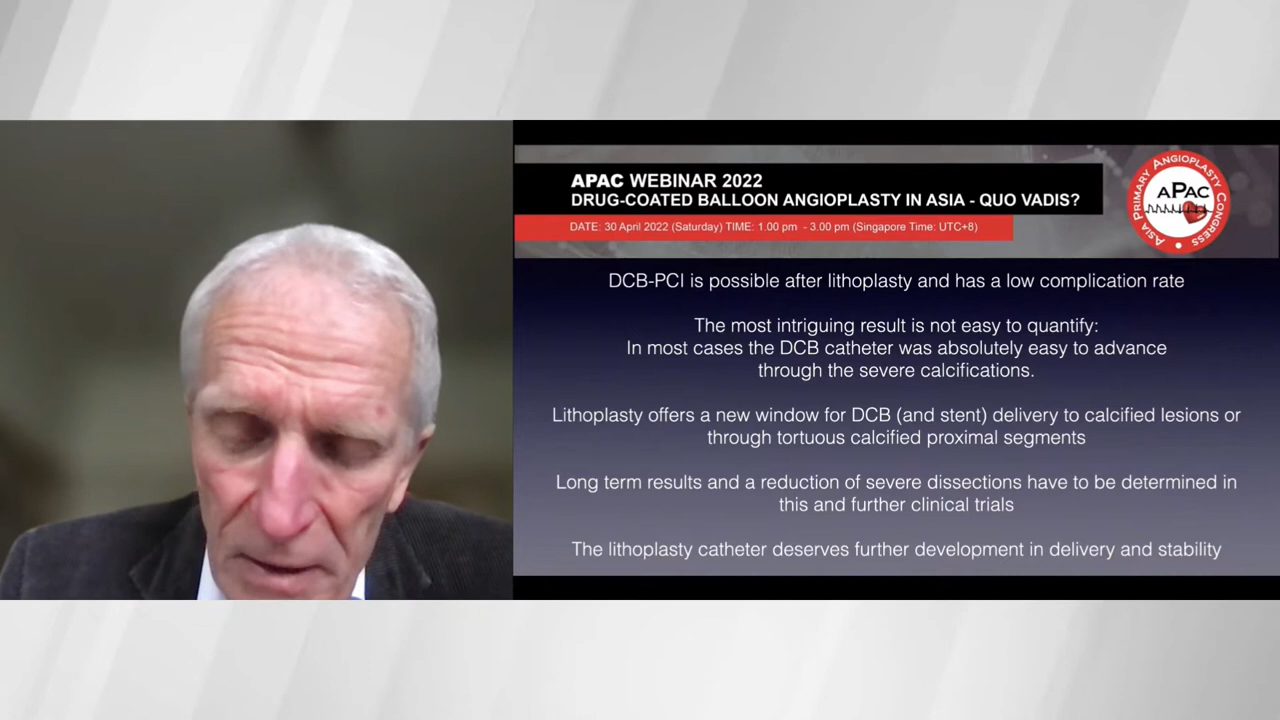 APAC WEBINAR 2022
DRUG-COATED BALLOON ANGIOPLASTY IN ASIA - QUO VADIS?
DATE: 30 April 2022 (Saturday) TIME: 1.00 pm - 3.00 pm (Singapore Time: UTC+8)
ASIA PRIMARY ANGIOPLASTY CONGRESS
aPAC
DCB-PCI is possible after lithoplasty and has a low complication rate
The most intriguing result is not easy to quantify:
In most cases the DCB catheter was absolutely easy to advance
through the severe calcifications.
Lithoplasty offers a new window for DCB (and stent) delivery to calcified lesions or
through tortuous calcified proximal segments
Long term results and a reduction of severe dissections have to be determined in
this and further clinical trials
The lithoplasty catheter deserves further development in delivery and stability